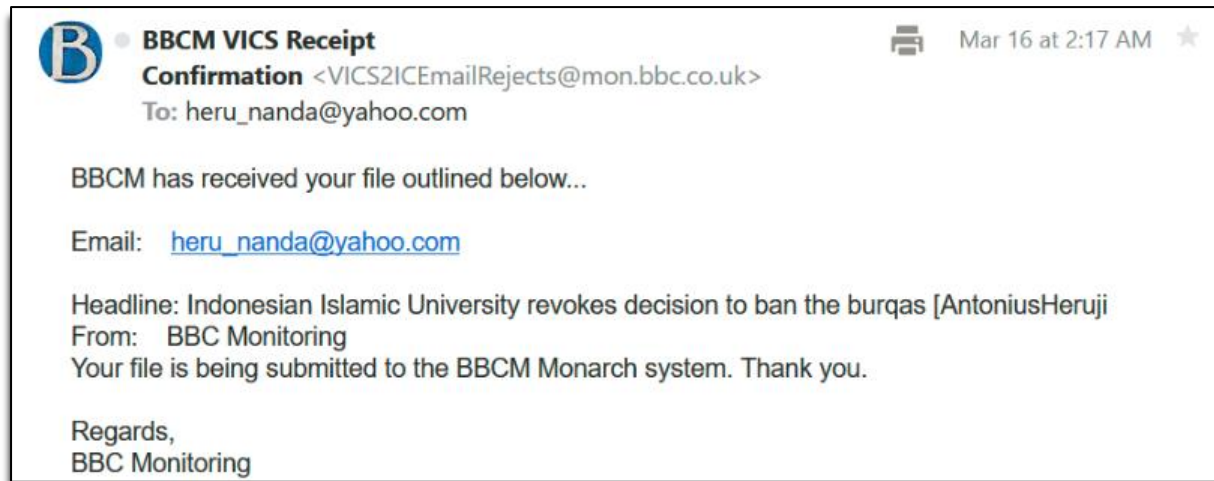 B
BBCM VICS Receipt Mar 16 at 2:17 AM
Confirmation <VICS2ICEmailRejects@mon.bbc.co.uk>
To: heru_nanda@yahoo.com
BBCM has received your file outlined below...
Email: heru_nanda@yahoo.com
Headline: Indonesian Islamic University revokes decision to ban the burqas [AntoniusHeruji
From: BBC Monitoring
Your file is being submitted to the BBCM Monarch system. Thank you.
Regards,
BBC Monitoring